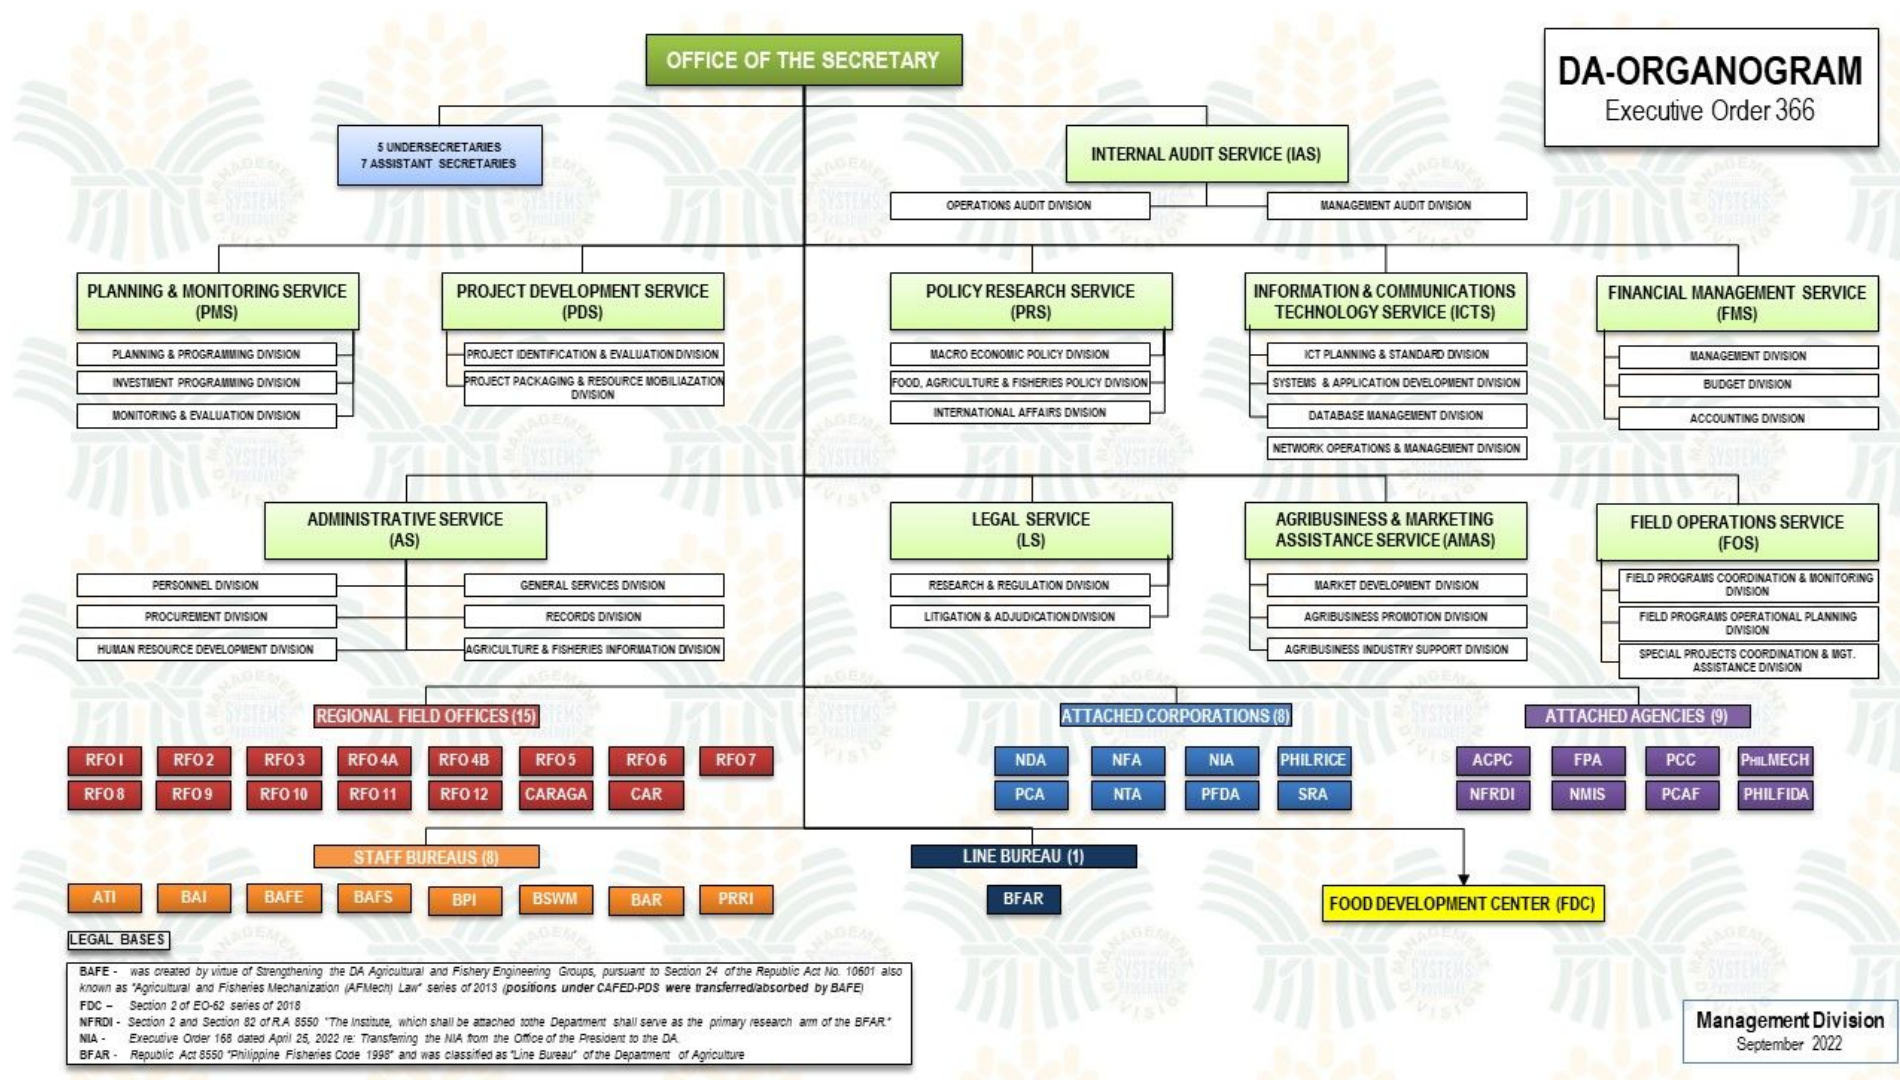 OFFICE OF THE SECRETARY
DA-ORGANOGRAM
Executive Order 366
5 UNDERSECRETARIES
7 ASSISTANT SECRETARIES
INTERNAL AUDIT SERVICE (IAS)
OPERATIONS AUDIT DIVISION
MANAGEMENT AUDIT DIVISION
PLANNING & MONITORING SERVICE
(PMS)
PLANNING & PROGRAMMING DIVISION
INVESTMENT PROGRAMMING DIVISION
MONITORING & EVALUATION DIVISION
PROJECT DEVELOPMENT SERVICE
(PDS)
PROJECT IDENTIFICATION & EVALUATION DIVISION
PROJECT PACKAGING & RESOURCE MOBILIAZATION
DIVISION
POLICY RESEARCH SERVICE
(PRS)
MACRO ECONOMIC POLICY DIVISION
FOOD, AGRICULTURE & FISHERIES POLICY DIVISION
INTERNATIONAL AFFAIRS DIVISION
INFORMATION & COMMUNICATIONS
TECHNOLOGY SERVICE (ICTS)
ICT PLANNING & STANDARD DIVISION
SYSTEMS & APPLICATION DEVELOPMENT DIVISION
DATABASE MANAGEMENT DIVISION
NETWORK OPERATIONS & MANAGEMENT DIVISION
FINANCIAL MANAGEMENT SERVICE
(FMS)
MANAGEMENT DIVISION
BUDGET DIVISION
ACCOUNTING DIVISION
ADMINISTRATIVE SERVICE
(AS)
PERSONNEL DIVISION
GENERAL SERVICES DIVISION
PROCUREMENT DIVISION
RECORDS DIVISION
HUMAN RESOURCE DEVELOPMENT DIVISION
AGRICULTURE & FISHERIES INFORMATION DIVISION
LEGAL SERVICE
(LS)
RESEARCH & REGULATION DIVISION
LITIGATION & ADJUDICATION DIVISION
AGRIBUSINESS & MARKETING
ASSISTANCE SERVICE (AMAS)
MARKET DEVELOPMENT DIVISION
AGRIBUSINESS PROMOTION DIVISION
AGRIBUSINESS INDUSTRY SUPPORT DIVISION
FIELD OPERATIONS SERVICE
(FOS)
FIELD PROGRAMS COORDINATION & MONITORING
DIVISION
FIELD PROGRAMS OPERATIONAL PLANNING
DIVISION
SPECIAL PROJECTS COORDINATION & MGT.
ASSISTANCE DIVISION
REGIONAL FIELD OFFICES (15)
RFO I RFO 2 RFO 3 RFO 4A RFO 4B RFO 5 RFO 6 RFO 7
RFO 8 RFO 9 RFO 10 RFO 11 RFO 12 CARAGA CAR
ATTACHED CORPORATIONS (8)
NDA NFA NIA PHILRICE
PCA NTA PFDA SRA
ATTACHED AGENCIES (9)
ACPC FPA PCC PHILMECH
NFRDI NMIS PCAF PHILFIDA
STAFF BUREAUS (8)
ATI BAI BAFE BAFS BPI BSWM BAR PRRI
LINE BUREAU (1)
BFAR
FOOD DEVELOPMENT CENTER (FDC)
LEGAL BASES
BAFE - was created by virtue of Strengthening the DA Agricultural and Fishery Engineering Groups, pursuant to Section 24 of the Republic Act No. 10601 also
known as "Agricultural and Fisheries Mechanization (AFMech) Law" series of 2013 (positions under CAFED-PDS were transferred/absorbed by BAFE)
FDC – Section 2 of EO-62 series of 2018
NFRDI - Section 2 and Section 82 of R.A 8550 "The Institute, which shall be attached tothe Department shall serve as the primary research arm of the BFAR."
NIA - Executive Order 168 dated April 25, 2022 re: Transferring the NIA from the Office of the President to the DA.
BFAR - Republic Act 8550 "Philippine Fisheries Code 1998" and was classified as "Line Bureau" of the Department of Agriculture
Management Division
September 2022